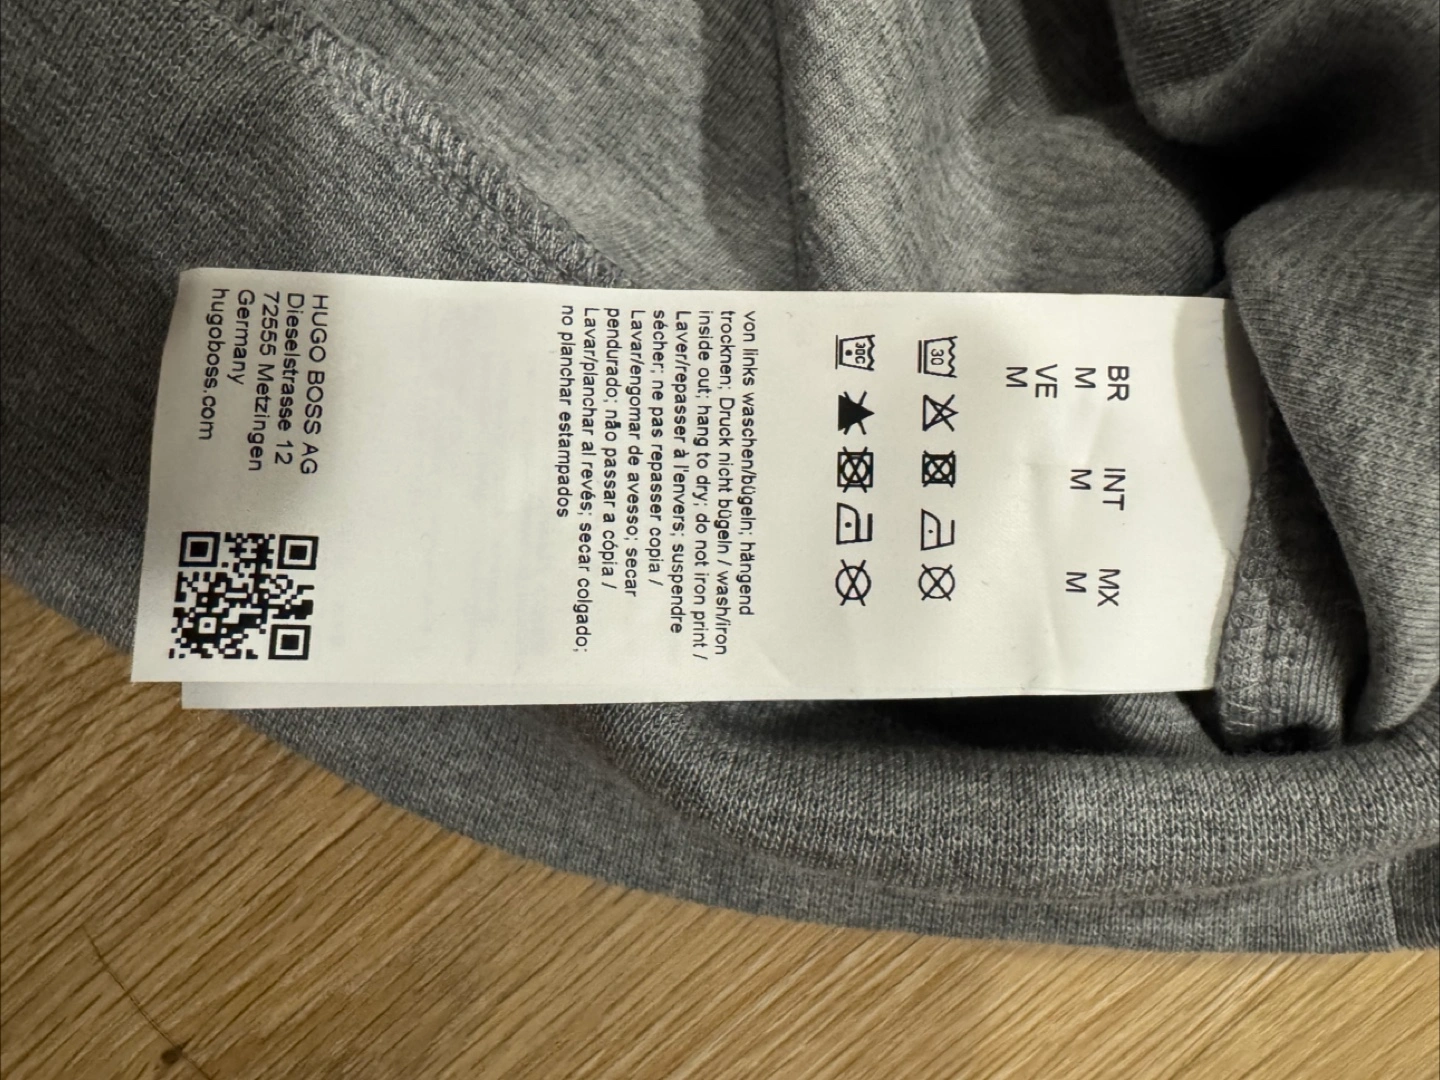 BR INT MX
M M M
VE
M
30
30C
von links waschen/bügeln; hängend
trocknen; Druck nicht bügeln / wash/iron
inside out; hang to dry; do not iron print /
Laver/repasser à l'envers; suspendre
sécher; ne pas repasser copia /
Lavar/engomar de avesso; secar
pendurado; não passar a cópia /
Lavar/planchar al revés; secar colgado;
no planchar estampados
HUGO BOSS AG
Dieselstrasse 12
72555 Metzingen
Germany
hugoboss.com